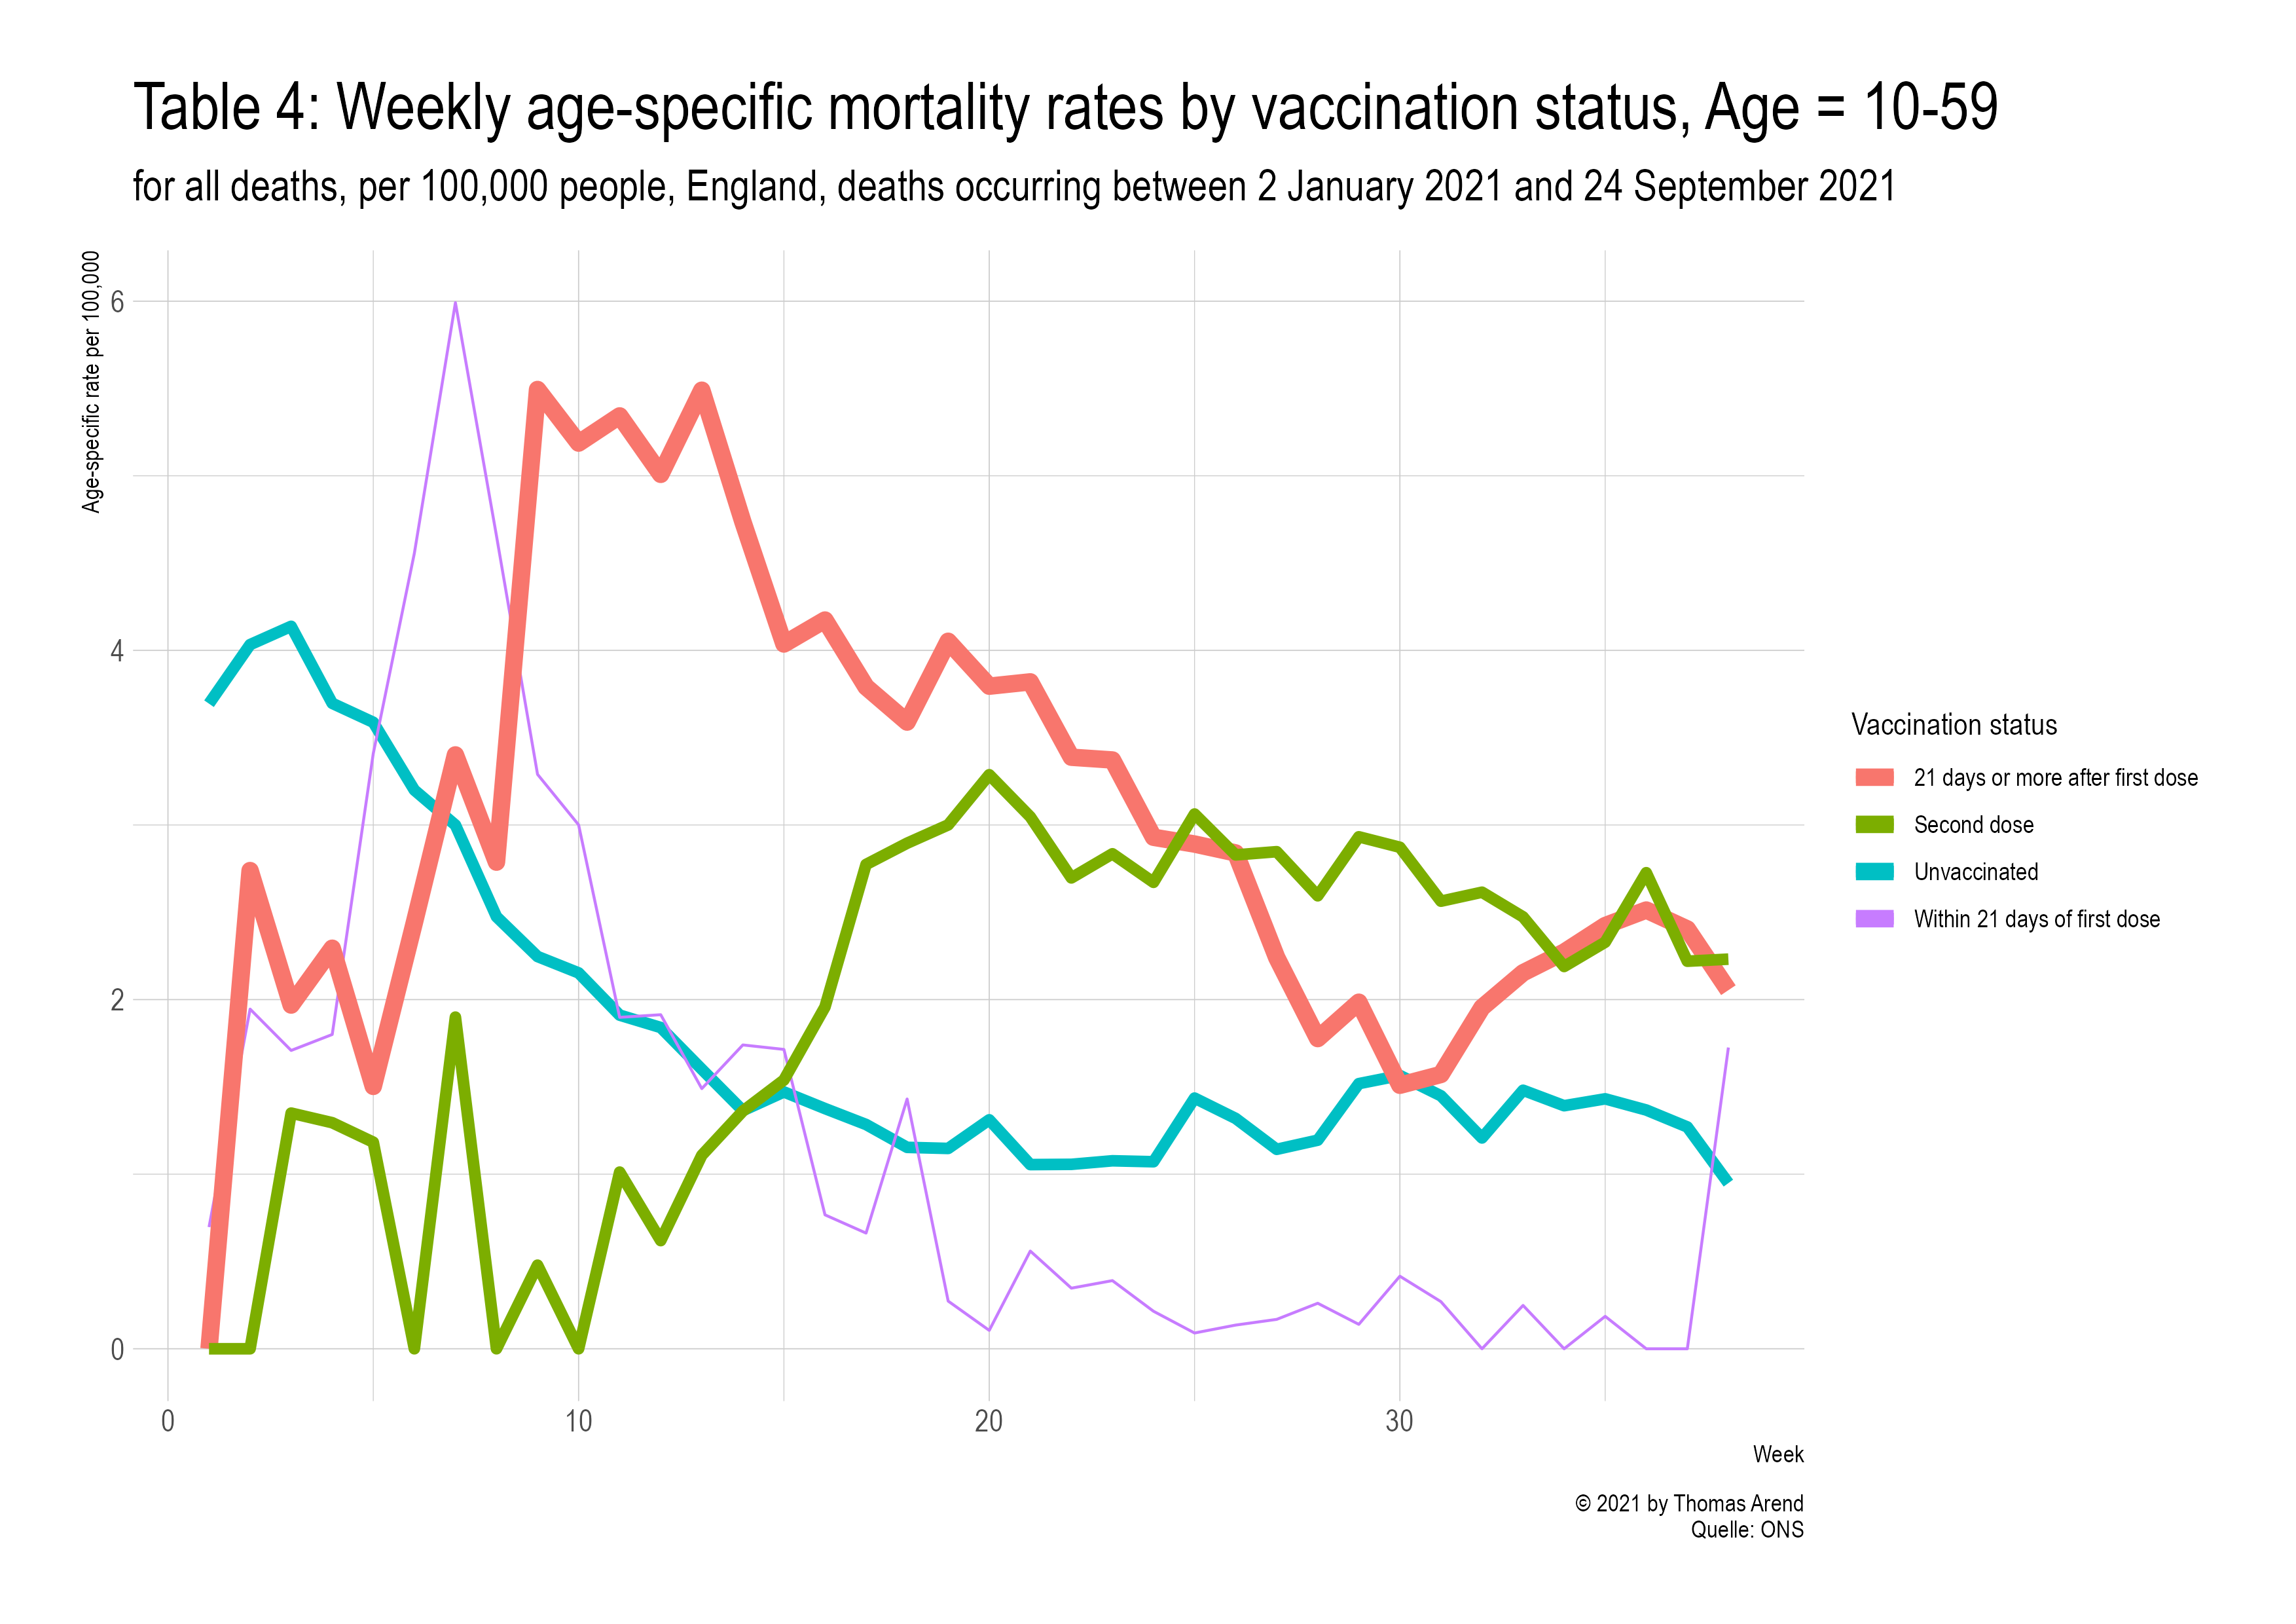 Table 4: Weekly age-specific mortality rates by vaccination status, Age = 10-59
for all deaths, per 100,000 people, England, deaths occurring between 2 January 2021 and 24 September 2021
Age-specific rate per 100,000
6
4
2
0
0
10
20
30
Week
Vaccination status
21 days or more after first dose
Second dose
Unvaccinated
Within 21 days of first dose
© 2021 by Thomas Arend
Quelle: ONS